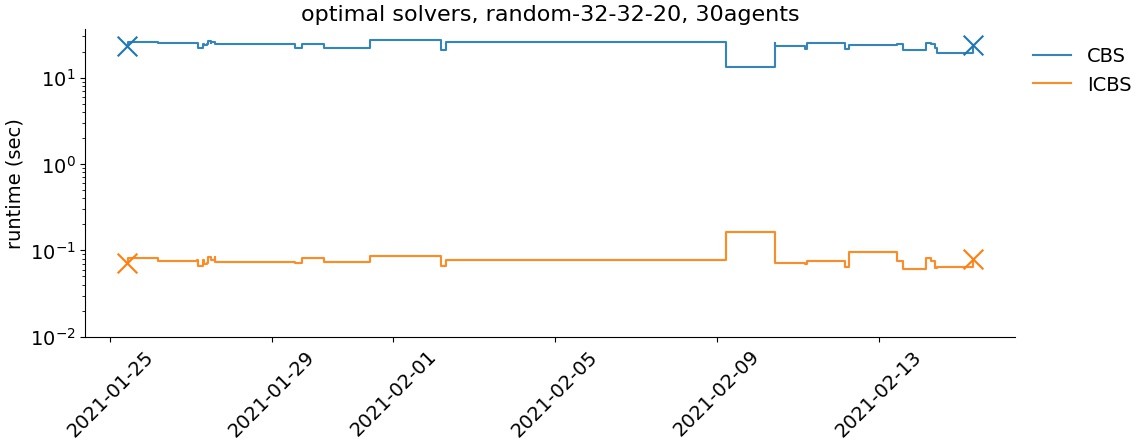 optimal solvers, random-32-32-20, 30agents
CBS
ICBS
runtime (sec)
10¹
10⁰
10⁻¹
10⁻²
2021-01-25
2021-01-29
2021-02-01
2021-02-05
2021-02-09
2021-02-13